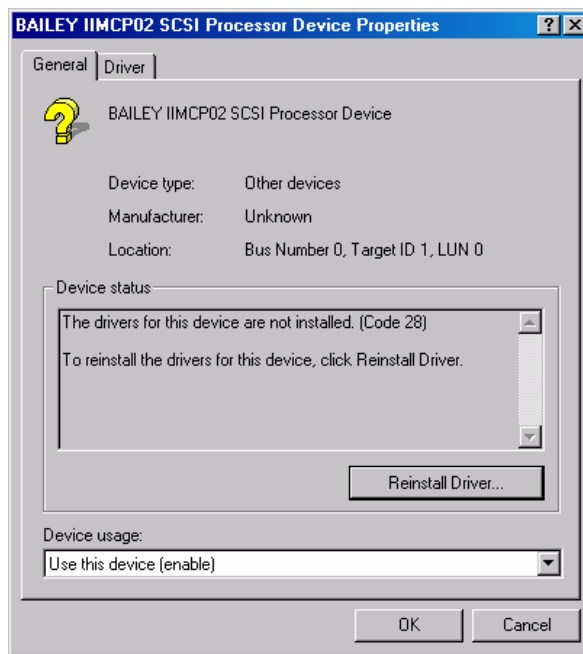 BAILEY IIMCP02 SCSI Processor Device Properties
General Driver
BAILEY IIMCP02 SCSI Processor Device
Device type: Other devices
Manufacturer: Unknown
Location: Bus Number 0, Target ID 1, LUN 0
Device status
The drivers for this device are not installed. (Code 28)
To reinstall the drivers for this device, click Reinstall Driver.
Reinstall Driver...
Device usage:
Use this device (enable)
OK Cancel